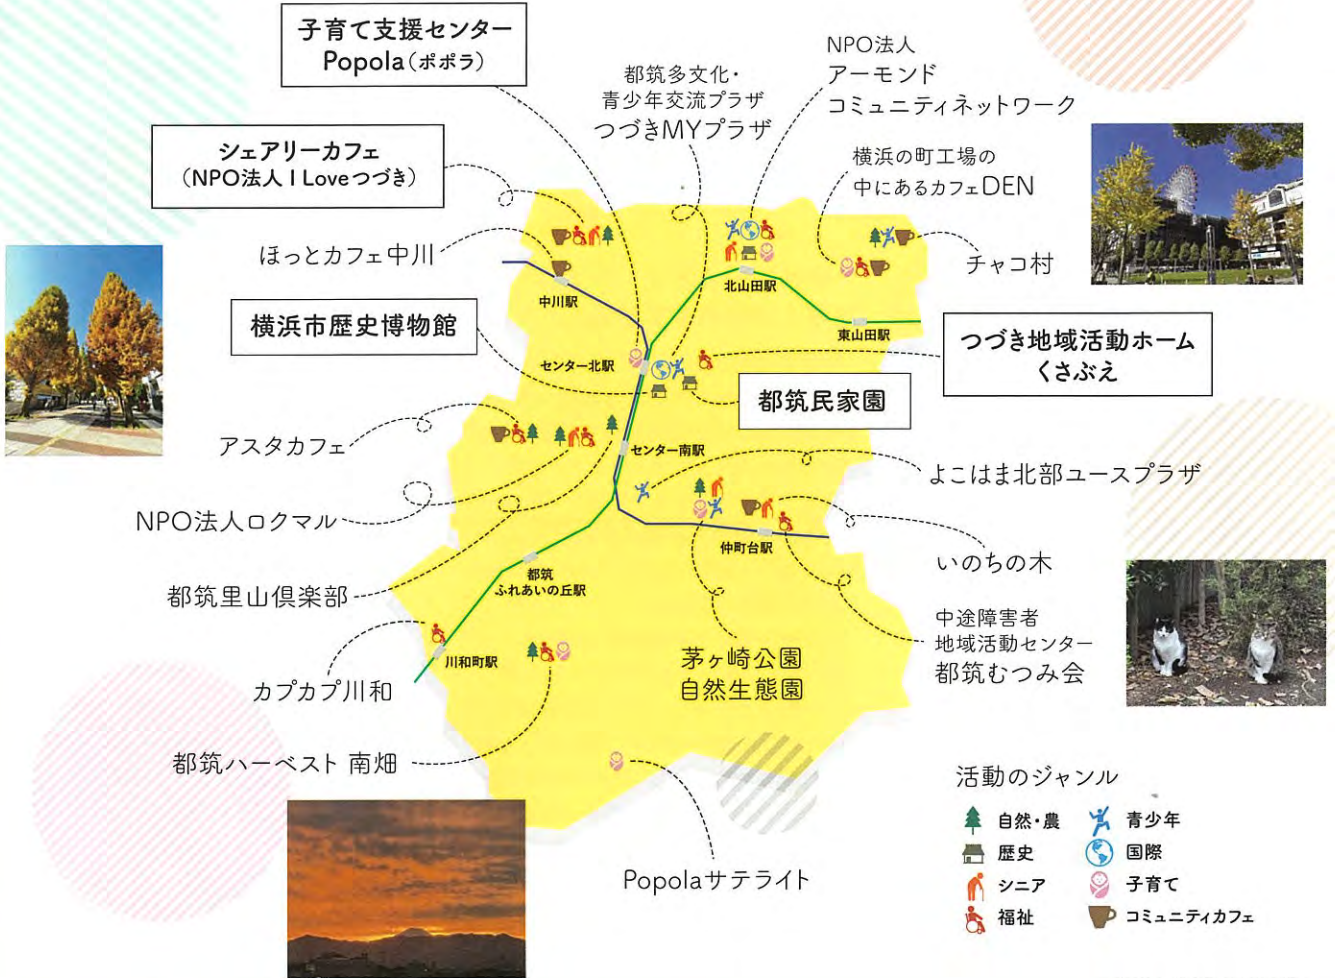 子育て支援センター
Popola(ポポラ)
シェアリーカフェ
(NPO法人 I Loveつづき)
都筑多文化・
青少年交流プラザ
つづきMYプラザ
NPO法人
アーモンド
コミュニティネットワーク
横浜の町工場の
中にあるカフェDEN
ほっとカフェ中川
チャコ村
中川駅
北山田駅
東山田駅
横浜市歴史博物館
センター北駅
つづき地域活動ホーム
くさぶえ
都筑民家園
アスタカフェ
センター南駅
よこはま北部ユースプラザ
NPO法人ロクマル
仲町台駅
いのちの木
都筑
ふれあいの丘駅
都筑里山倶楽部
中途障害者
地域活動センター
都筑むつみ会
川和町駅
茅ヶ崎公園
自然生態園
カプカプ川和
都筑ハーベスト 南畑
Popolaサテライト
活動のジャンル
自然・農
青少年
歴史
国際
シニア
子育て
福祉
コミュニティカフェ